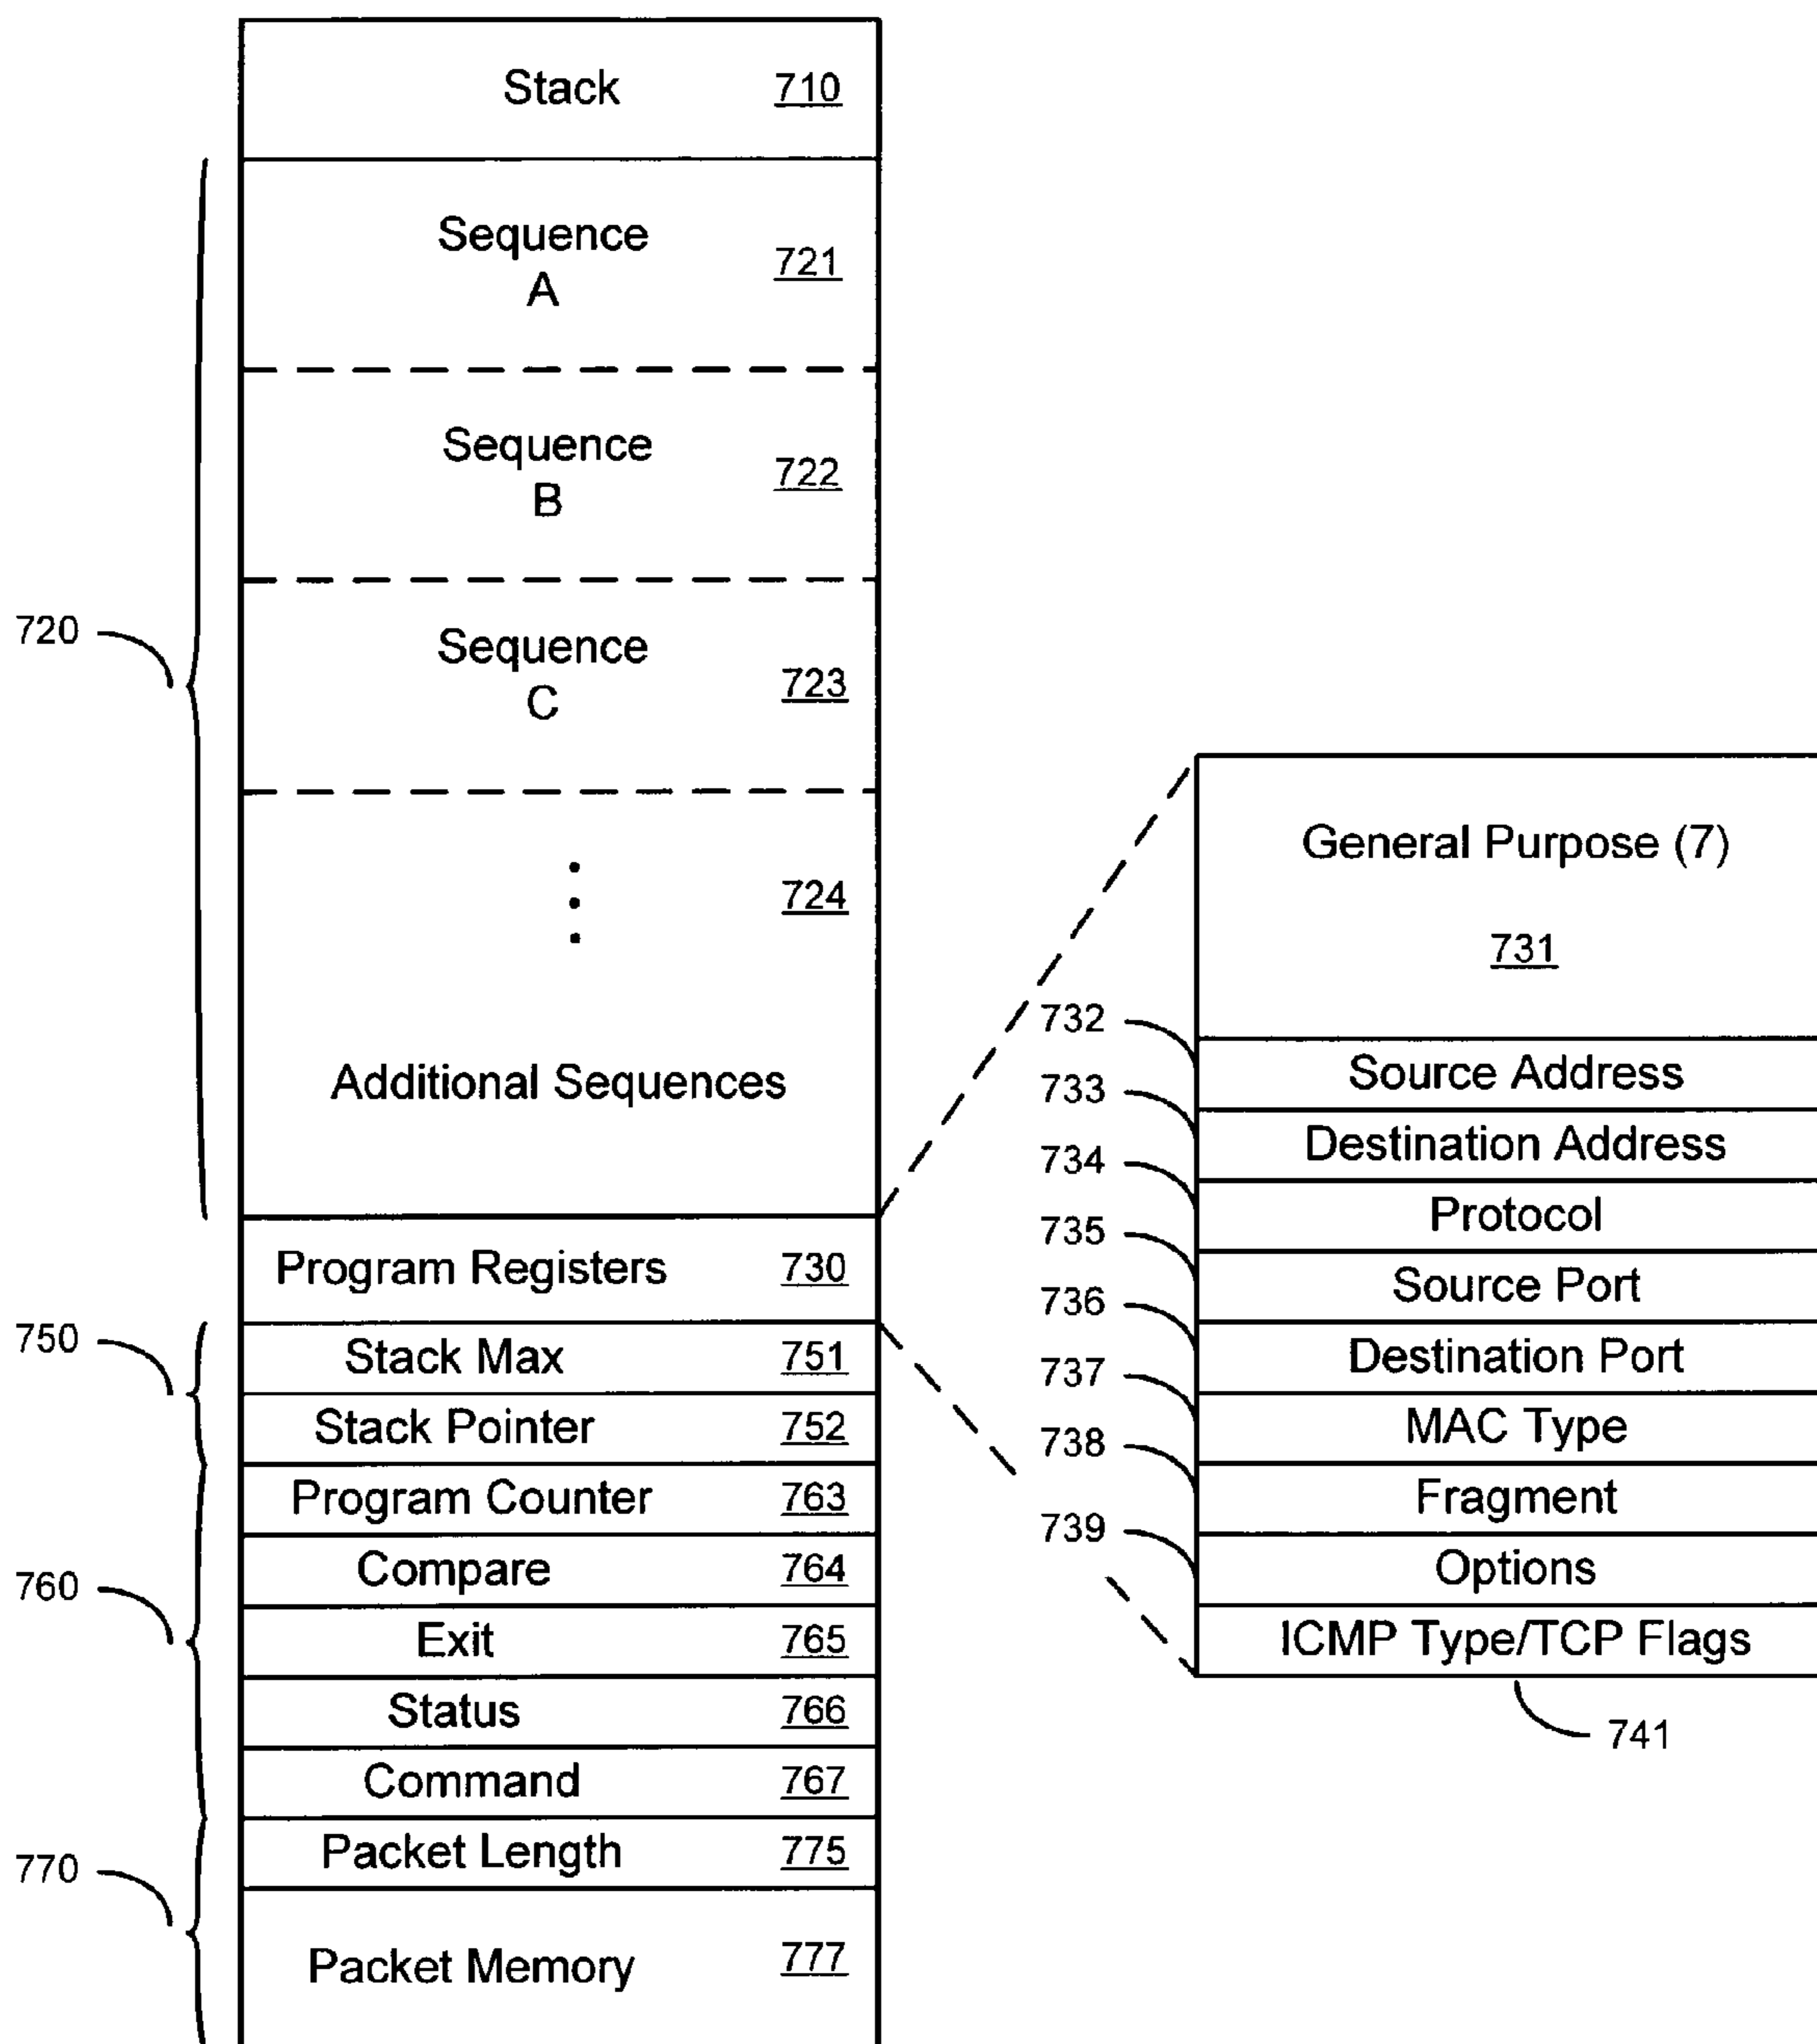 Stack 710
Sequence
A
721
Sequence
B
722
720
Sequence
C
723
724
Additional Sequences
Program Registers 730
750
Stack Max 751
Stack Pointer 752
Program Counter 763
760
Compare 764
Exit 765
Status 766
Command 767
770
Packet Length 775
Packet Memory 777
General Purpose (7)
731
732
Source Address
733
Destination Address
734
Protocol
735
Source Port
736
Destination Port
737
MAC Type
738
Fragment
739
Options
ICMP Type/TCP Flags
741